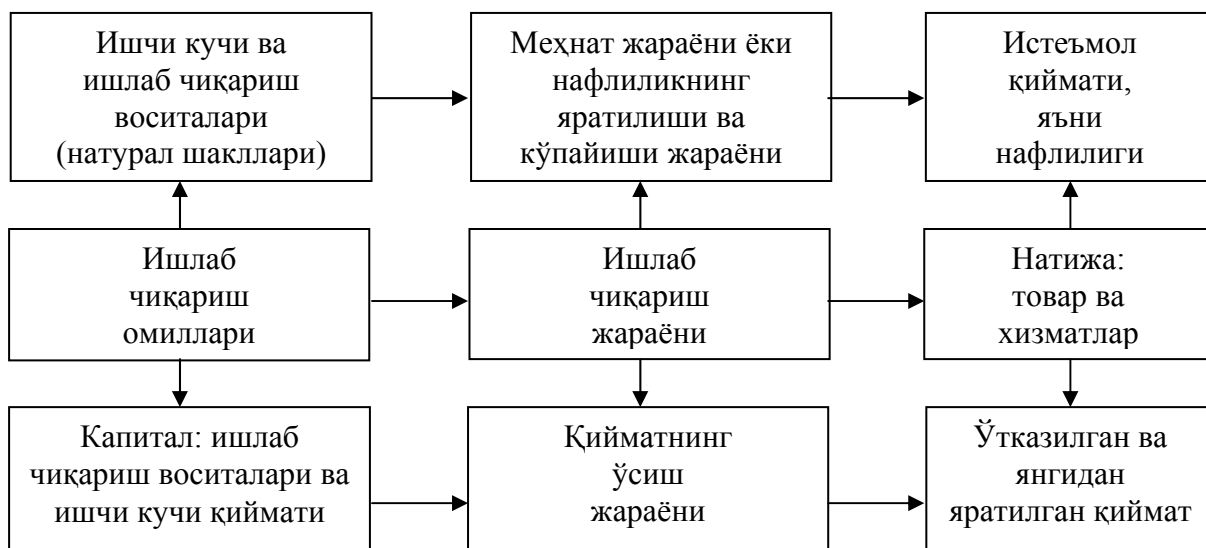 Ишчи кучи ва
ишлаб чиқариш
воситалари
(натурал шакллари)
Меҳнат жараёни ёки
нафлиликнинг
яратилиши ва
кўпайиши жараёни
Истеъмол
қиймати,
яъни
нафлилиги
Ишлаб
чиқариш
омиллари
Ишлаб
чиқариш
жараёни
Натижа:
товар ва
хизматлар
Капитал: ишлаб
чиқариш воситалари ва
ишчи кучи қиймати
Қийматнинг
ўсиш
жараёни
Ўтказилган ва
янгидан
яратилган қиймат